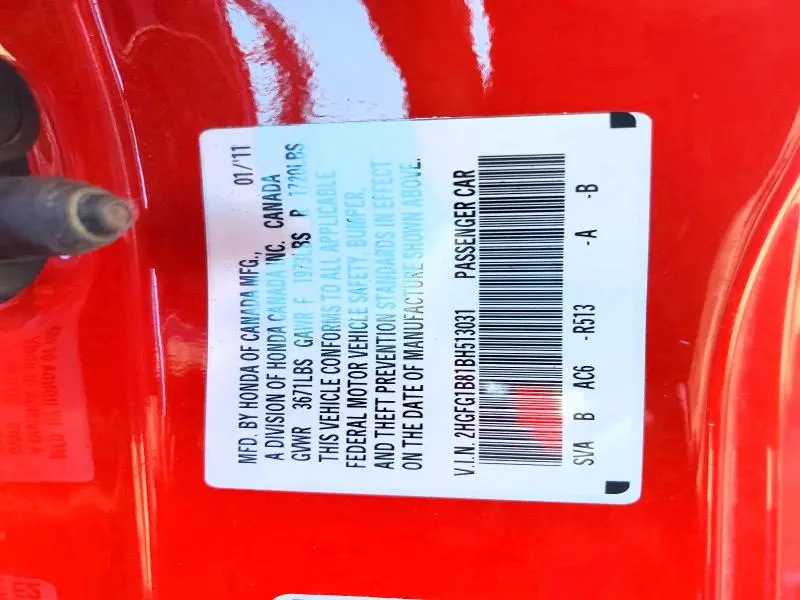 MFD. BY HONDA OF CANADA MFG., 01/'11
A DIVISION OF HONDA CANADA INC. CANADA
GVWR 3671LBS GAWR F LBS R 1720LBS
THIS VEHICLE CONFORMS TO ALL APPLICABLE
FEDERAL MOTOR VEHICLE SAFETY, BUMPER,
AND THEFT PREVENTION STANDARDS IN EFFECT
ON THE DATE OF MANUFACTURE SHOWN ABOVE.
V.I.N. 2HGFG1B81BH513031 PASSENGER CAR
SVA B AC6 -R513 -A -B